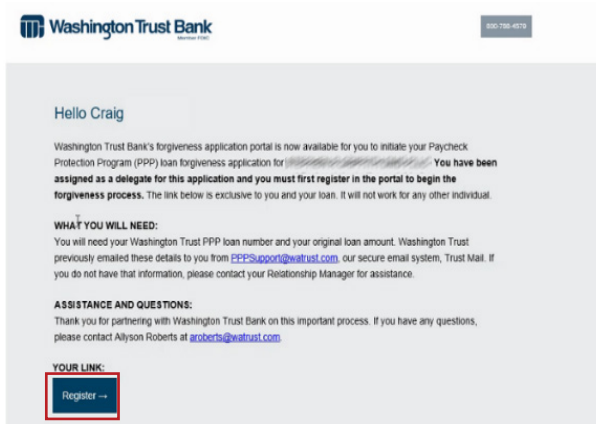 Washington Trust Bank
Member FDIC
800-788-4578
Hello Craig
Washington Trust Bank's forgiveness application portal is now available for you to initiate your Paycheck
Protection Program (PPP) loan forgiveness application for You have been
assigned as a delegate for this application and you must first register in the portal to begin the
forgiveness process. The link below is exclusive to you and your loan. It will not work for any other individual.
WHAT YOU WILL NEED:
You will need your Washington Trust PPP loan number and your original loan amount. Washington Trust
previously emailed these details to you from PPPSupport@watrust.com, our secure email system, Trust Mail. If
you do not have that information, please contact your Relationship Manager for assistance.
ASSISTANCE AND QUESTIONS:
Thank you for partnering with Washington Trust Bank on this important process. If you have any questions,
please contact Allyson Roberts at aroberts@watrust.com.
YOUR LINK:
Register →